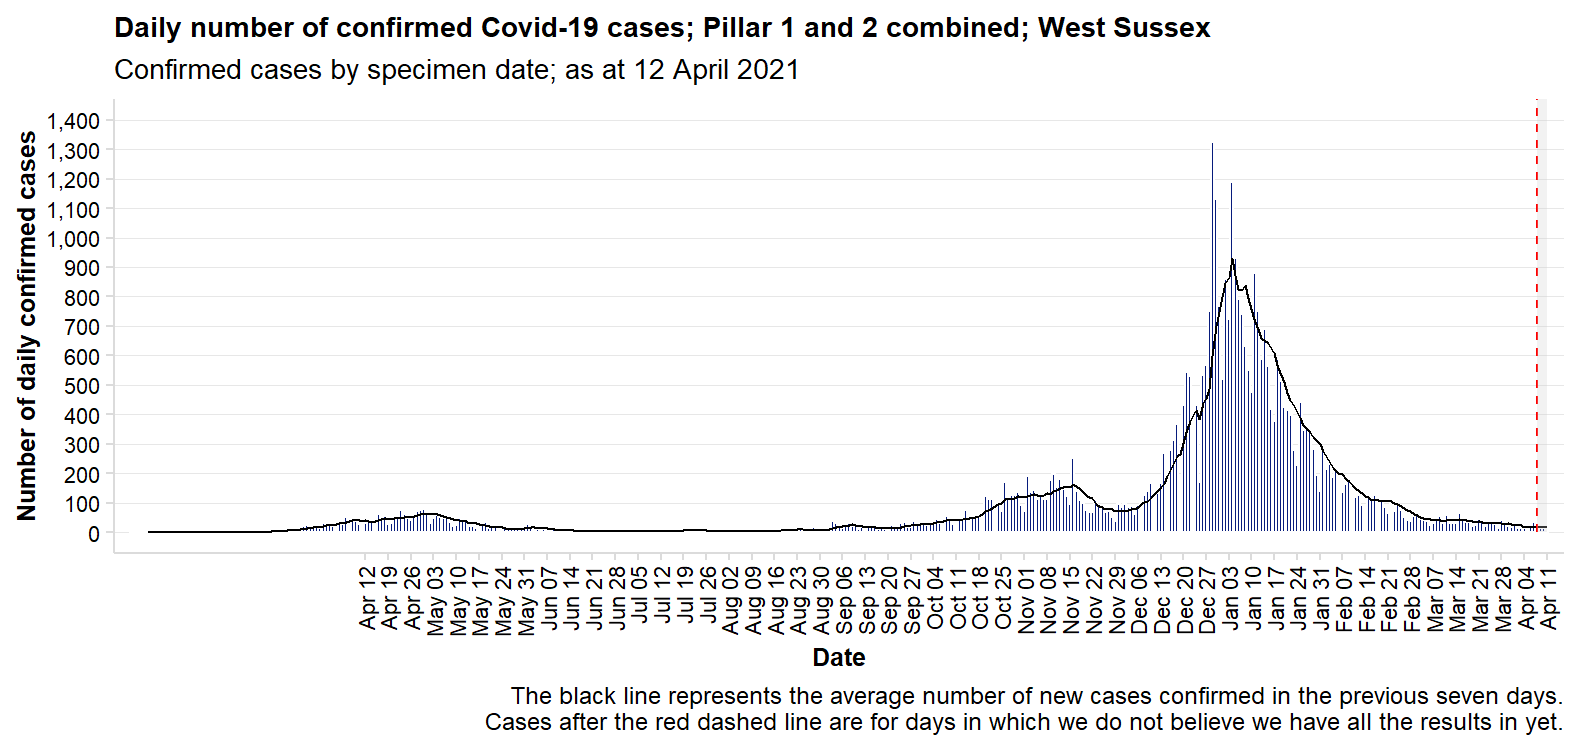 Daily number of confirmed Covid-19 cases; Pillar 1 and 2 combined; West Sussex
Confirmed cases by specimen date; as at 12 April 2021
Number of daily confirmed cases
1,400
1,300
1,200
1,100
1,000
900
800
700
600
500
400
300
200
100
0
Apr 12
Apr 19
Apr 26
May 03
May 10
May 17
May 24
May 31
Jun 07
Jun 14
Jun 21
Jun 28
Jul 05
Jul 12
Jul 19
Jul 26
Aug 02
Aug 09
Aug 16
Aug 23
Aug 30
Sep 06
Sep 13
Sep 20
Sep 27
Oct 04
Oct 11
Oct 18
Oct 25
Nov 01
Nov 08
Nov 15
Nov 22
Nov 29
Dec 06
Dec 13
Dec 20
Dec 27
Jan 03
Jan 10
Jan 17
Jan 24
Jan 31
Feb 07
Feb 14
Feb 21
Feb 28
Mar 07
Mar 14
Mar 21
Mar 28
Apr 04
Apr 11
Date
The black line represents the average number of new cases confirmed in the previous seven days.
Cases after the red dashed line are for days in which we do not believe we have all the results in yet.